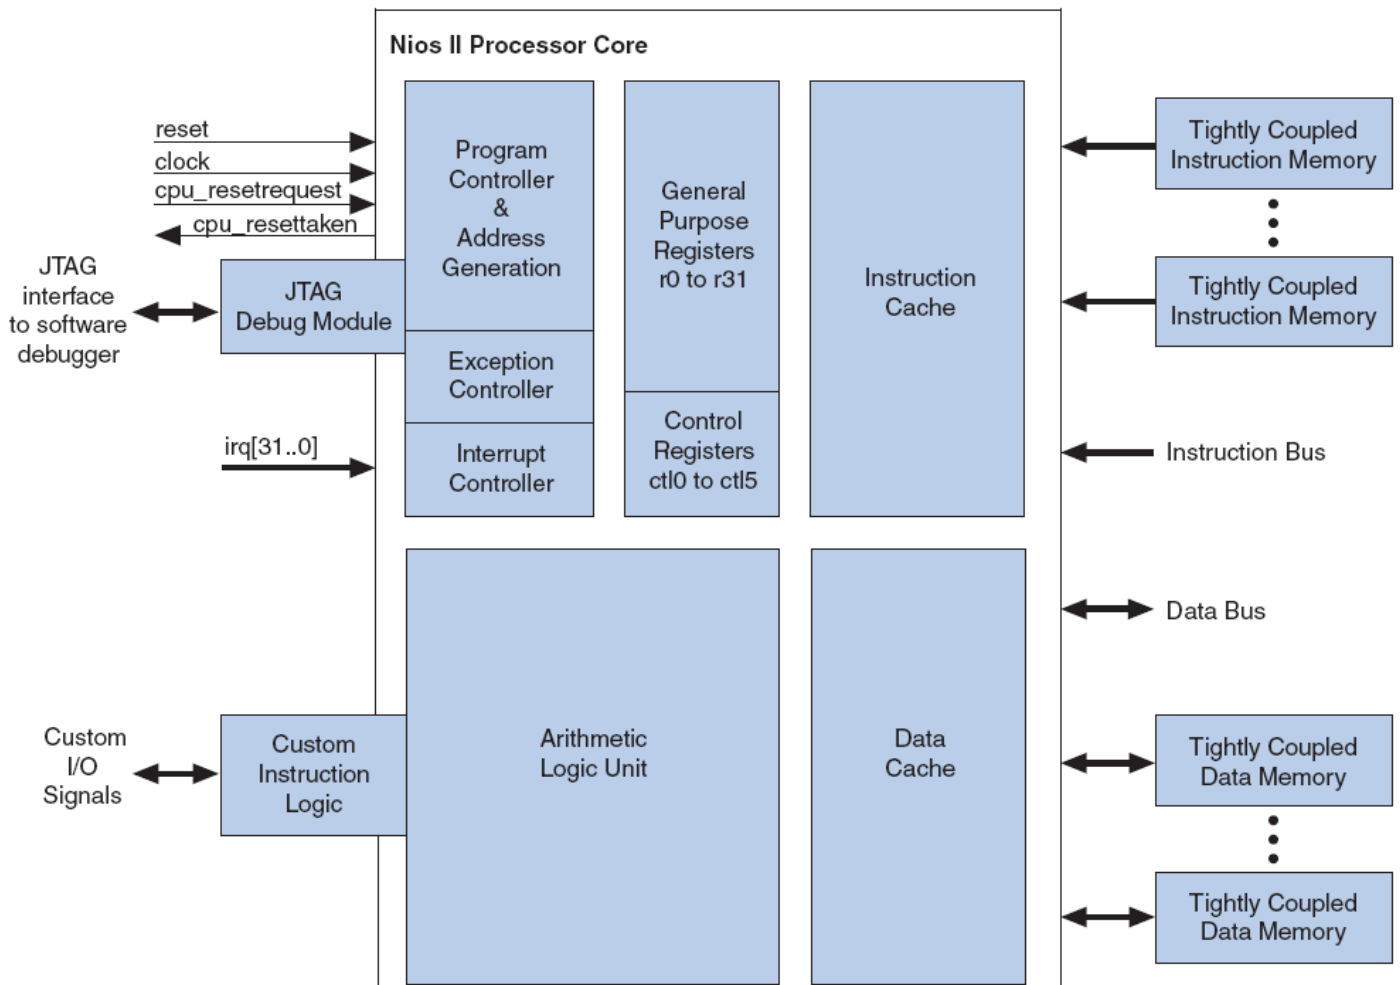 Nios II Processor Core
reset
clock
cpu_resetrequest
cpu_resettaken
JTAG
interface
to software
debugger
JTAG
Debug Module
irq[31..0]
Custom
I/O
Signals
Custom
Instruction
Logic
Program
Controller
&
Address
Generation
Exception
Controller
Interrupt
Controller
General
Purpose
Registers
r0 to r31
Control
Registers
ctl0 to ctl5
Instruction
Cache
Arithmetic
Logic Unit
Data
Cache
Tightly Coupled
Instruction Memory
Tightly Coupled
Instruction Memory
Instruction Bus
Data Bus
Tightly Coupled
Data Memory
Tightly Coupled
Data Memory